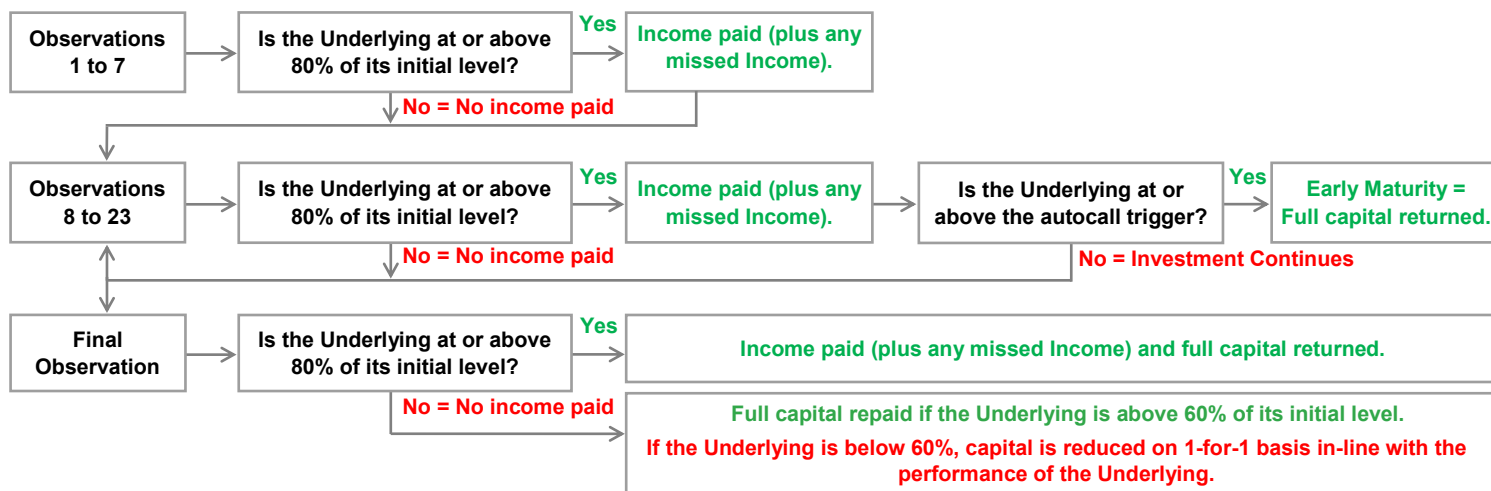 Observations
1 to 7
Is the Underlying at or above
80% of its initial level?
Yes
Income paid (plus any
missed Income).
No = No income paid
Observations
8 to 23
Is the Underlying at or above
80% of its initial level?
Yes
Income paid (plus any
missed Income).
Is the Underlying at or
above the autocall trigger?
Yes
Early Maturity =
Full capital returned.
No = No income paid
No = Investment Continues
Final
Observation
Is the Underlying at or above
80% of its initial level?
Yes
Income paid (plus any missed Income) and full capital returned.
No = No income paid
Full capital repaid if the Underlying is above 60% of its initial level.
If the Underlying is below 60%, capital is reduced on 1-for-1 basis in-line with the
performance of the Underlying.